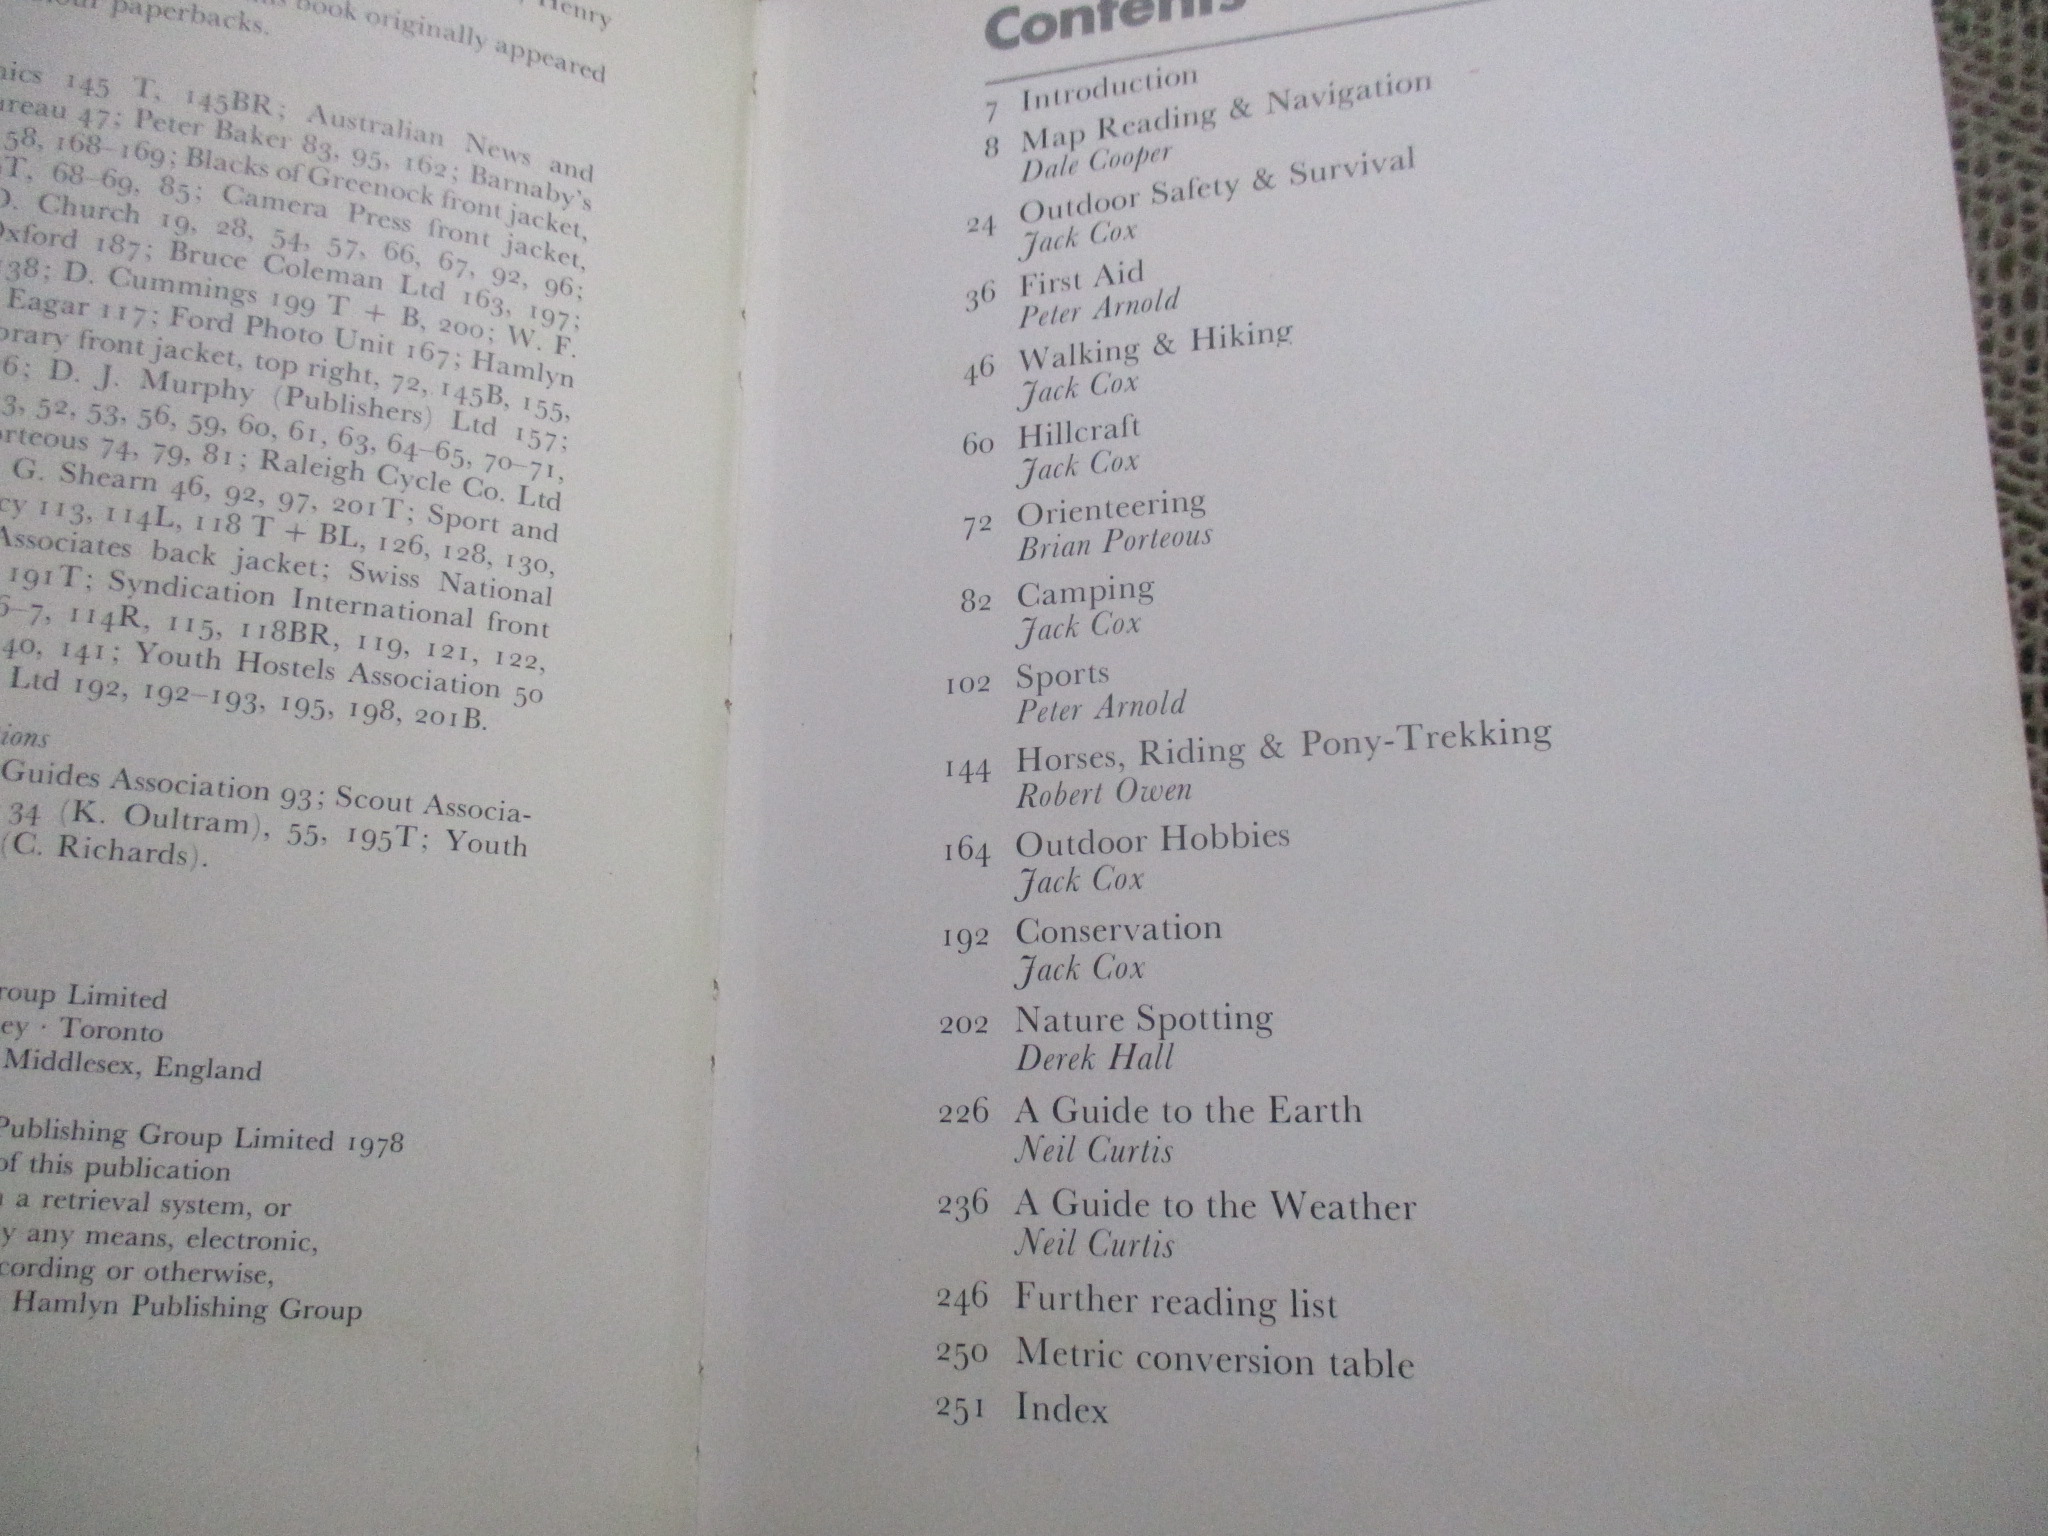 Henry
book originally appeared
paperbacks.
145 T, 145BR; Australian News and
47; Peter Baker 83, 95, 162; Barnaby's
58, 168–169; Blacks of Greenock front jacket,
T, 68–69, 85; Camera Press front jacket,
Church 19, 28, 54, 57, 66, 67, 92, 96;
187; Bruce Coleman Ltd 163, 197;
138; D. Cummings 199 T + B, 200; W. F.
Eagar 117; Ford Photo Unit 167; Hamlyn
front jacket, top right, 72, 145B, 155,
6; D. J. Murphy (Publishers) Ltd 157;
3, 52, 53, 56, 59, 60, 61, 63, 64–65, 70–71,
74, 79, 81; Raleigh Cycle Co. Ltd
G. Shearn 46, 92, 97, 201T; Sport and
cy 113, 114L, 118 T + BL, 126, 128, 130,
Associates back jacket; Swiss National
191T; Syndication International front
6–7, 114R, 115, 118BR, 119, 121, 122,
40, 141; Youth Hostels Association 50
Ltd 192, 192–193, 195, 198, 201B.
ions
Guides Association 93; Scout Associa-
34 (K. Oultram), 55, 195T; Youth
(C. Richards).
roup Limited
ey · Toronto
Middlesex, England
Publishing Group Limited 1978
of this publication
a retrieval system, or
y any means, electronic,
cording or otherwise,
Hamlyn Publishing Group
Contents
7 Introduction
8 Map Reading & Navigation
Dale Cooper
24 Outdoor Safety & Survival
Jack Cox
36 First Aid
Peter Arnold
46 Walking & Hiking
Jack Cox
60 Hillcraft
Jack Cox
72 Orienteering
Brian Porteous
82 Camping
Jack Cox
102 Sports
Peter Arnold
144 Horses, Riding & Pony-Trekking
Robert Owen
164 Outdoor Hobbies
Jack Cox
192 Conservation
Jack Cox
202 Nature Spotting
Derek Hall
226 A Guide to the Earth
Neil Curtis
236 A Guide to the Weather
Neil Curtis
246 Further reading list
250 Metric conversion table
251 Index